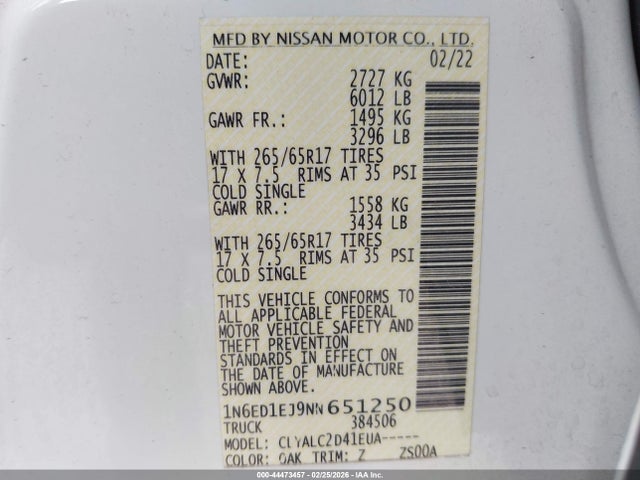 MFD BY NISSAN MOTOR CO., LTD.
DATE: 02/22
GVWR: 2727 KG
6012 LB
GAWR FR.: 1495 KG
3296 LB
WITH 265/65R17 TIRES
17 X 7.5 RIMS AT 35 PSI
COLD SINGLE
GAWR RR.: 1558 KG
3434 LB
WITH 265/65R17 TIRES
17 X 7.5 RIMS AT 35 PSI
COLD SINGLE
THIS VEHICLE CONFORMS TO
ALL APPLICABLE FEDERAL
MOTOR VEHICLE SAFETY AND
THEFT PREVENTION
STANDARDS IN EFFECT ON
THE DATE OF MANUFACTURE
SHOWN ABOVE.
1N6ED1EJ9NN651250
TRUCK 384506
MODEL: CLYALC2D41EUA-----
COLOR: QAK TRIM: Z ZS00A
000-44473457 - 02/25/2026 - Copyright IAA, LLC.